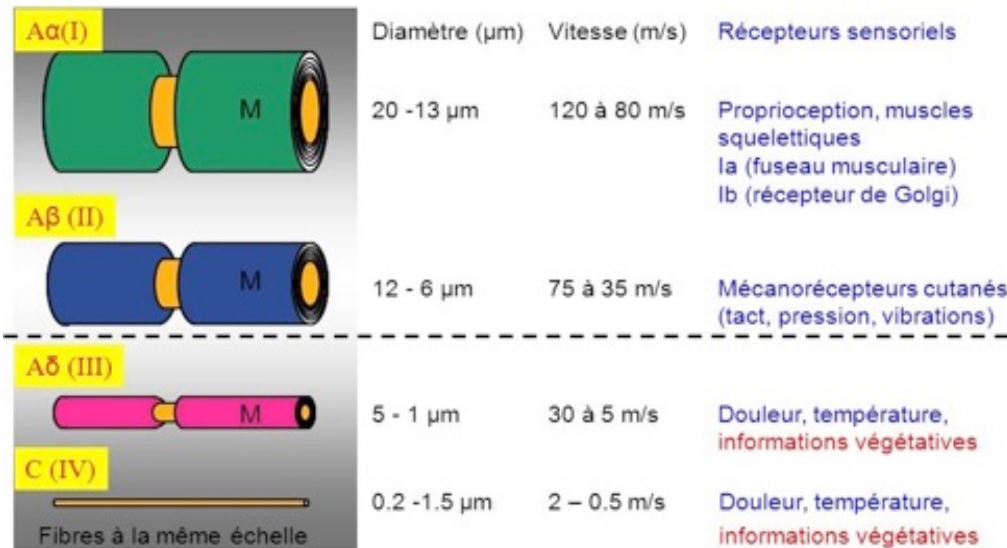 Aα(I)
Diamètre (μm) Vitesse (m/s) Récepteurs sensoriels
M
20 -13 μm 120 à 80 m/s Proprioception, muscles
squelettiques
Ia (fuseau musculaire)
Ib (récepteur de Golgi)
Aβ (II)
M
12 - 6 μm 75 à 35 m/s Mécanorécepteurs cutanés
(tact, pression, vibrations)
Aδ (III)
M
5 - 1 μm 30 à 5 m/s Douleur, température,
informations végétatives
C (IV)
0.2 -1.5 μm 2 – 0.5 m/s Douleur, température,
informations végétatives
Fibres à la même échelle